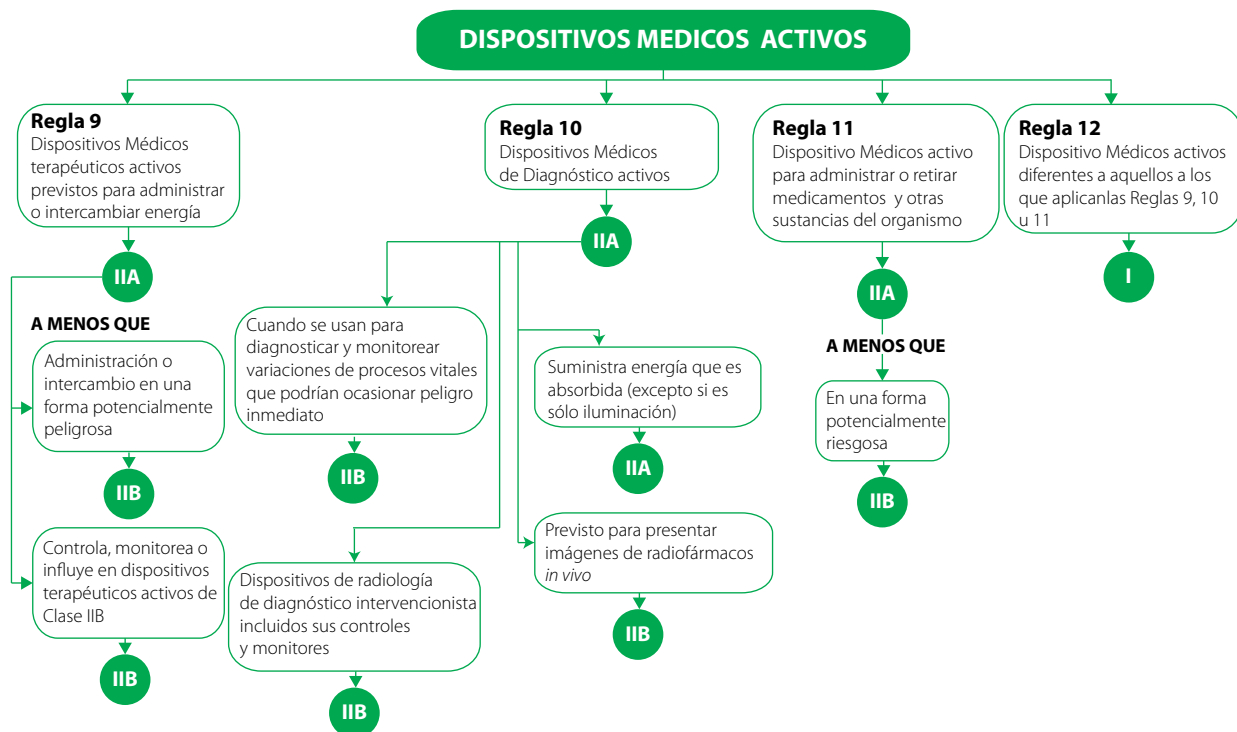 DISPOSITIVOS MEDICOS ACTIVOS
Regla 9
Dispositivos Médicos
terapéuticos activos
previstos para administrar
o intercambiar energía
IIA
A MENOS QUE
Administración o
intercambio en una
forma potencialmente
peligrosa
IIB
Controla, monitorea o
influye en dispositivos
terapéuticos activos de
Clase IIB
IIB
Regla 10
Dispositivos Médicos
de Diagnóstico activos
IIA
Cuando se usan para
diagnosticar y monitorear
variaciones de procesos vitales
que podrían ocasionar peligro
inmediato
IIB
Dispositivos de radiología
de diagnóstico intervencionista
incluidos sus controles
y monitores
IIB
Suministra energía que es
absorbida (excepto si es
sólo iluminación)
IIA
Previsto para presentar
imágenes de radiofármacos
in vivo
IIB
Regla 11
Dispositivo Médicos activo
para administrar o retirar
medicamentos y otras
sustancias del organismo
IIA
A MENOS QUE
En una forma
potencialmente
riesgosa
IIB
Regla 12
Dispositivo Médicos activos
diferentes a aquellos a los
que aplicanlas Reglas 9, 10
u 11
I